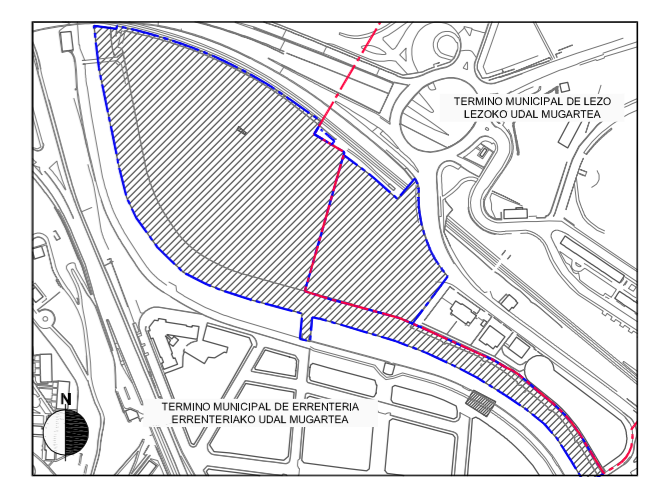 TERMINO MUNICIPAL DE LEZO
LEZOKO UDAL MUGARTEA
TERMINO MUNICIPAL DE ERRENTERIA
ERRENTERIAKO UDAL MUGARTEA
N